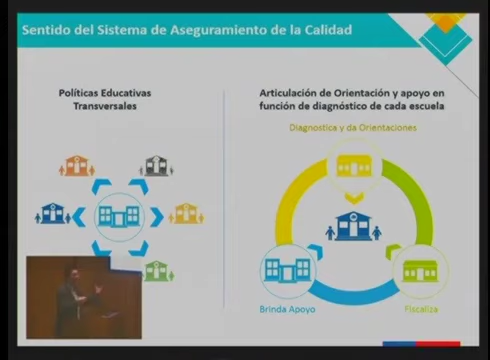 Sentido del Sistema de Aseguramiento de la Calidad
Políticas Educativas
Transversales
Articulación de Orientación y apoyo en
función de diagnóstico de cada escuela
Diagnostica y da Orientaciones
Brinda Apoyo
Fiscaliza